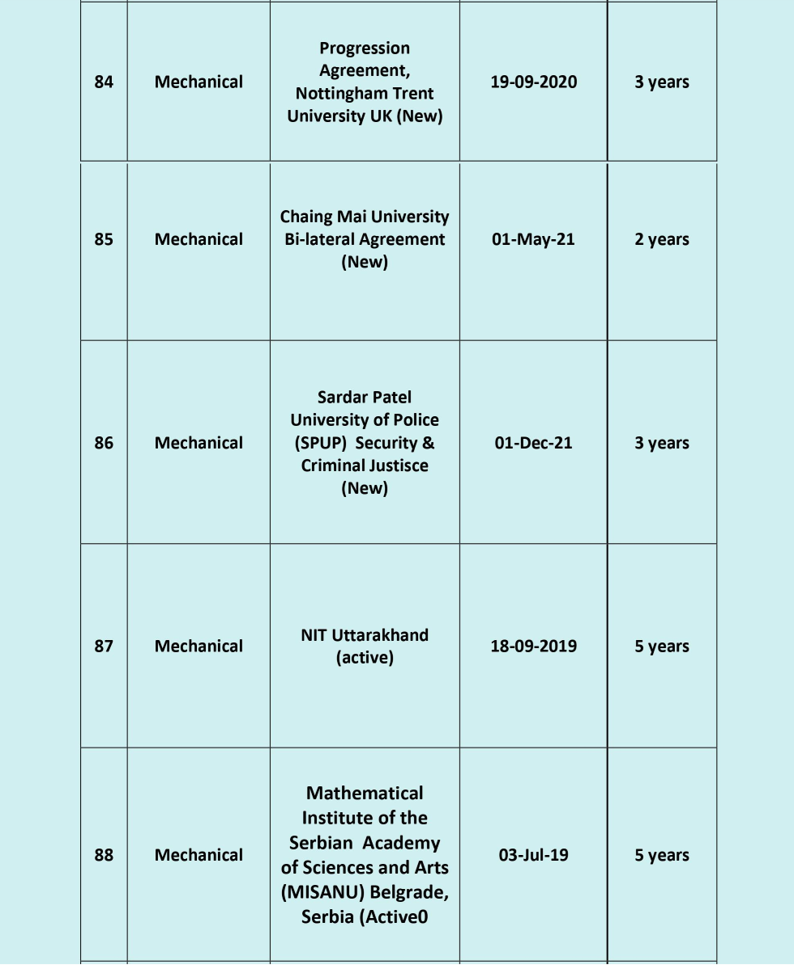 84 Mechanical Progression Agreement, Nottingham Trent University UK (New) 19-09-2020 3 years
85 Mechanical Chaing Mai University Bi-lateral Agreement (New) 01-May-21 2 years
86 Mechanical Sardar Patel University of Police (SPUP) Security & Criminal Justisce (New) 01-Dec-21 3 years
87 Mechanical NIT Uttarakhand (active) 18-09-2019 5 years
88 Mechanical Mathematical Institute of the Serbian Academy of Sciences and Arts (MISANU) Belgrade, Serbia (Active0 03-Jul-19 5 years